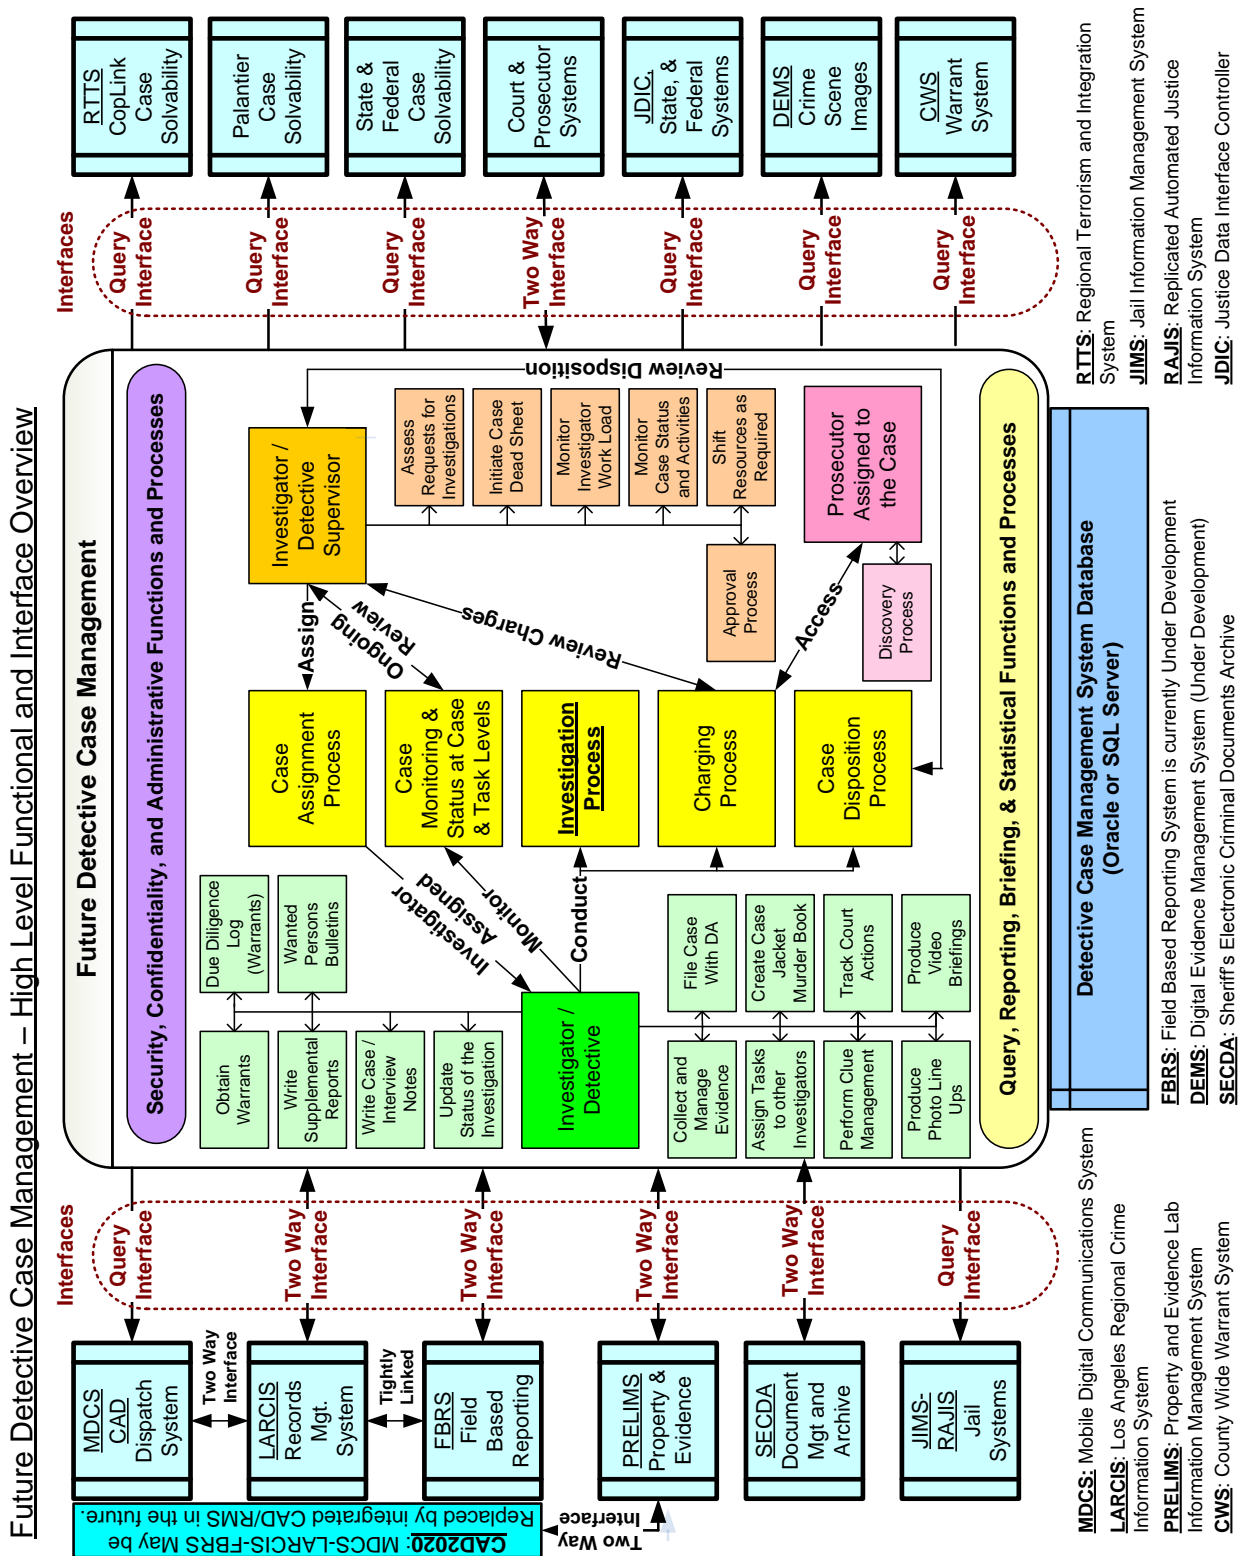 Future Detective Case Management – High Level Functional and Interface Overview
Interfaces
Interfaces
Future Detective Case Management
Security, Confidentiality, and Administrative Functions and Processes
MDCS
CAD
Dispatch
System
Two Way
Interface
LARCIS
Records
Mgt.
System
Tightly
Linked
FBRS
Field
Based
Reporting
PRELIMS
Property &
Evidence
SECDA
Document
Mgt and
Archive
JIMS-
RAJIS
Jail
Systems
CAD2020: MDCS-LARCIS-FBRS May be
Replaced by integrated CAD/RMS in the future.
Two Way
Interface
Query
Interface
Two Way
Interface
Two Way
Interface
Two Way
Interface
Two Way
Interface
Query
Interface
Obtain
Warrants
Due Diligence
Log
(Warrants)
Write
Supplemental
Reports
Wanted
Persons
Bulletins
Write Case /
Interview
Notes
Update
Status of the
Investigation
Investigator /
Detective
Collect and
Manage
Evidence
File Case
With DA
Assign Tasks
to other
Investigators
Create Case
Jacket
Murder Book
Perform Clue
Management
Track Court
Actions
Produce
Photo Line
Ups
Produce
Video
Briefings
Investigator
Assigned
Monitor
Conduct
Case
Assignment
Process
Case
Monitoring &
Status at Case
& Task Levels
Investigation
Process
Charging
Process
Case
Disposition
Process
Assign
Ongoing
Review
Review Charges
Access
Review Disposition
Investigator /
Detective
Supervisor
Assess
Requests for
Investigations
Initiate Case
Dead Sheet
Monitor
Investigator
Work Load
Monitor
Case Status
and Activities
Shift
Resources as
Required
Approval
Process
Prosecutor
Assigned to
the Case
Discovery
Process
Query, Reporting, Briefing, & Statistical Functions and Processes
Detective Case Management System Database
(Oracle or SQL Server)
Query
Interface
Query
Interface
Query
Interface
Two Way
Interface
Query
Interface
Query
Interface
Query
Interface
RTTS
CopLink
Case
Solvability
Palantier
Case
Solvability
State &
Federal
Case
Solvability
Court &
Prosecutor
Systems
JDIC,
State, &
Federal
Systems
DEMS
Crime
Scene
Images
CWS
Warrant
System
MDCS: Mobile Digital Communications System
LARCIS: Los Angeles Regional Crime
Information System
PRELIMS: Property and Evidence Lab
Information Management System
CWS: County Wide Warrant System
FBRS: Field Based Reporting System is currently Under Development
DEMS: Digital Evidence Management System (Under Development)
SECDA: Sheriff's Electronic Criminal Documents Archive
RTTS: Regional Terrorism and Integration
System
JIMS: Jail Information Management System
RAJIS: Replicated Automated Justice
Information System
JDIC: Justice Data Interface Controller